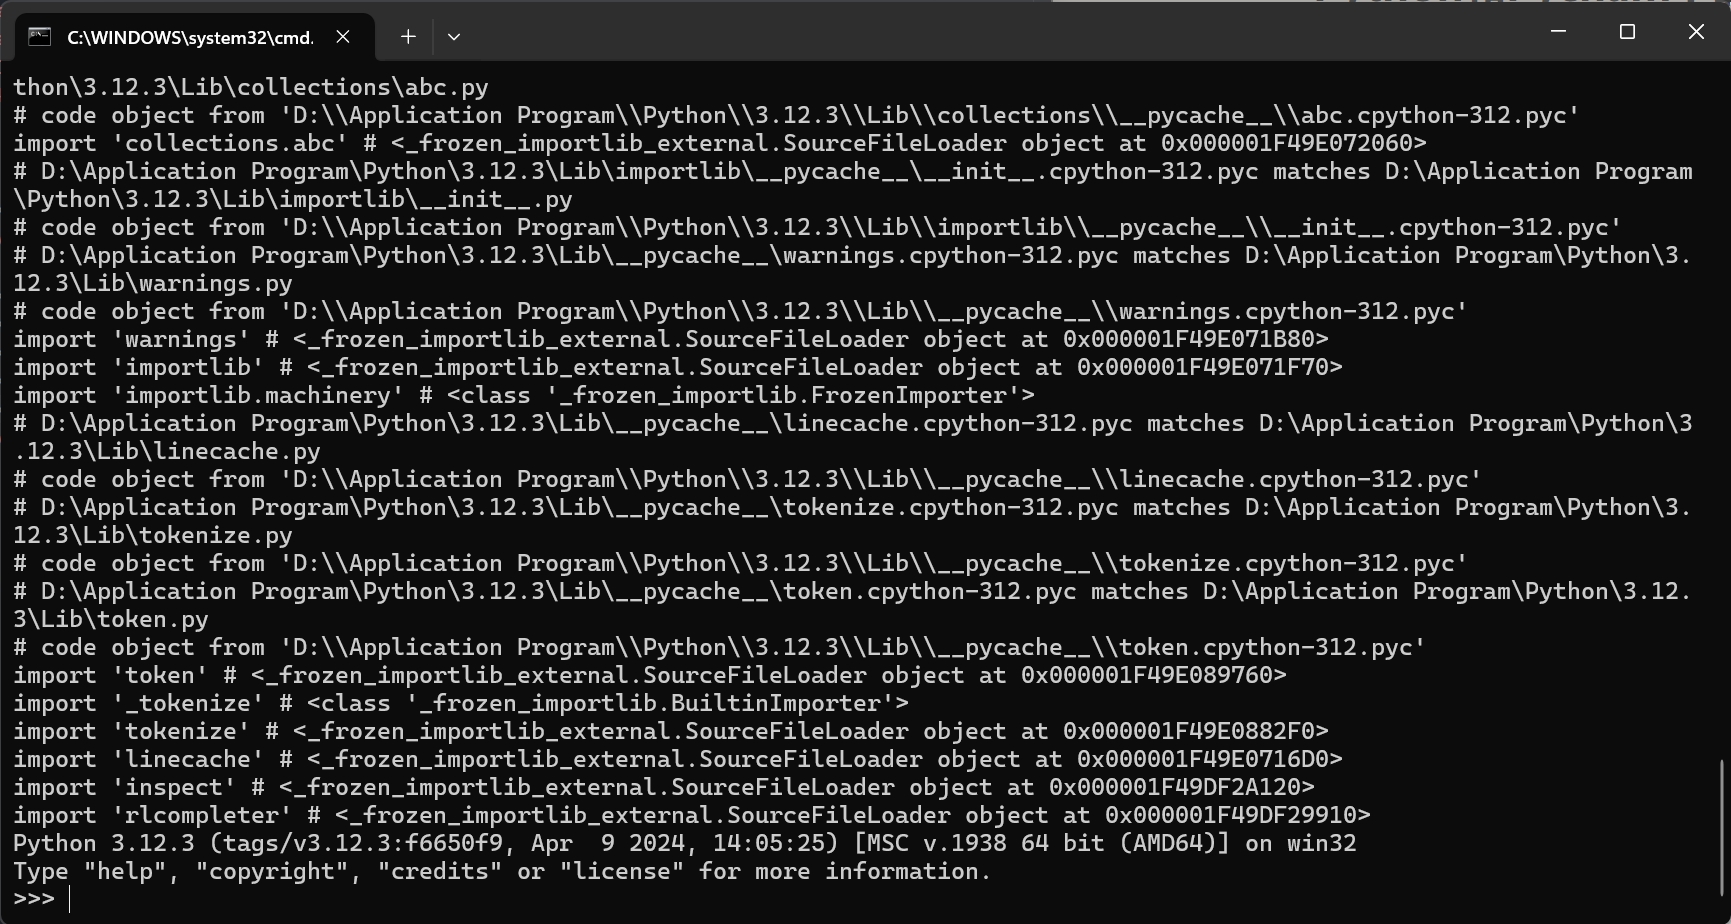 C:\WINDOWS\system32\cmd.
thon\3.12.3\Lib\collections\abc.py
# code object from 'D:\\Application Program\\Python\\3.12.3\\Lib\\collections\\__pycache__\\abc.cpython-312.pyc'
import 'collections.abc' # <_frozen_importlib_external.SourceFileLoader object at 0x000001F49E072060>
# D:\Application Program\Python\3.12.3\Lib\importlib\__pycache__\__init__.cpython-312.pyc matches D:\Application Program
\Python\3.12.3\Lib\importlib\__init__.py
# code object from 'D:\\Application Program\\Python\\3.12.3\\Lib\\importlib\\__pycache__\\__init__.cpython-312.pyc'
# D:\Application Program\Python\3.12.3\Lib\__pycache__\warnings.cpython-312.pyc matches D:\Application Program\Python\3.
12.3\Lib\warnings.py
# code object from 'D:\\Application Program\\Python\\3.12.3\\Lib\\__pycache__\\warnings.cpython-312.pyc'
import 'warnings' # <_frozen_importlib_external.SourceFileLoader object at 0x000001F49E071B80>
import 'importlib' # <_frozen_importlib_external.SourceFileLoader object at 0x000001F49E071F70>
import 'importlib.machinery' # <class '_frozen_importlib.FrozenImporter'>
# D:\Application Program\Python\3.12.3\Lib\__pycache__\linecache.cpython-312.pyc matches D:\Application Program\Python\3
.12.3\Lib\linecache.py
# code object from 'D:\\Application Program\\Python\\3.12.3\\Lib\\__pycache__\\linecache.cpython-312.pyc'
# D:\Application Program\Python\3.12.3\Lib\__pycache__\tokenize.cpython-312.pyc matches D:\Application Program\Python\3.
12.3\Lib\tokenize.py
# code object from 'D:\\Application Program\\Python\\3.12.3\\Lib\\__pycache__\\tokenize.cpython-312.pyc'
# D:\Application Program\Python\3.12.3\Lib\__pycache__\token.cpython-312.pyc matches D:\Application Program\Python\3.12.
3\Lib\token.py
# code object from 'D:\\Application Program\\Python\\3.12.3\\Lib\\__pycache__\\token.cpython-312.pyc'
import 'token' # <_frozen_importlib_external.SourceFileLoader object at 0x000001F49E089760>
import '_tokenize' # <class '_frozen_importlib.BuiltinImporter'>
import 'tokenize' # <_frozen_importlib_external.SourceFileLoader object at 0x000001F49E0882F0>
import 'linecache' # <_frozen_importlib_external.SourceFileLoader object at 0x000001F49E0716D0>
import 'inspect' # <_frozen_importlib_external.SourceFileLoader object at 0x000001F49DF2A120>
import 'rlcompleter' # <_frozen_importlib_external.SourceFileLoader object at 0x000001F49DF29910>
Python 3.12.3 (tags/v3.12.3:f6650f9, Apr  9 2024, 14:05:25) [MSC v.1938 64 bit (AMD64)] on win32
Type "help", "copyright", "credits" or "license" for more information.
>>>